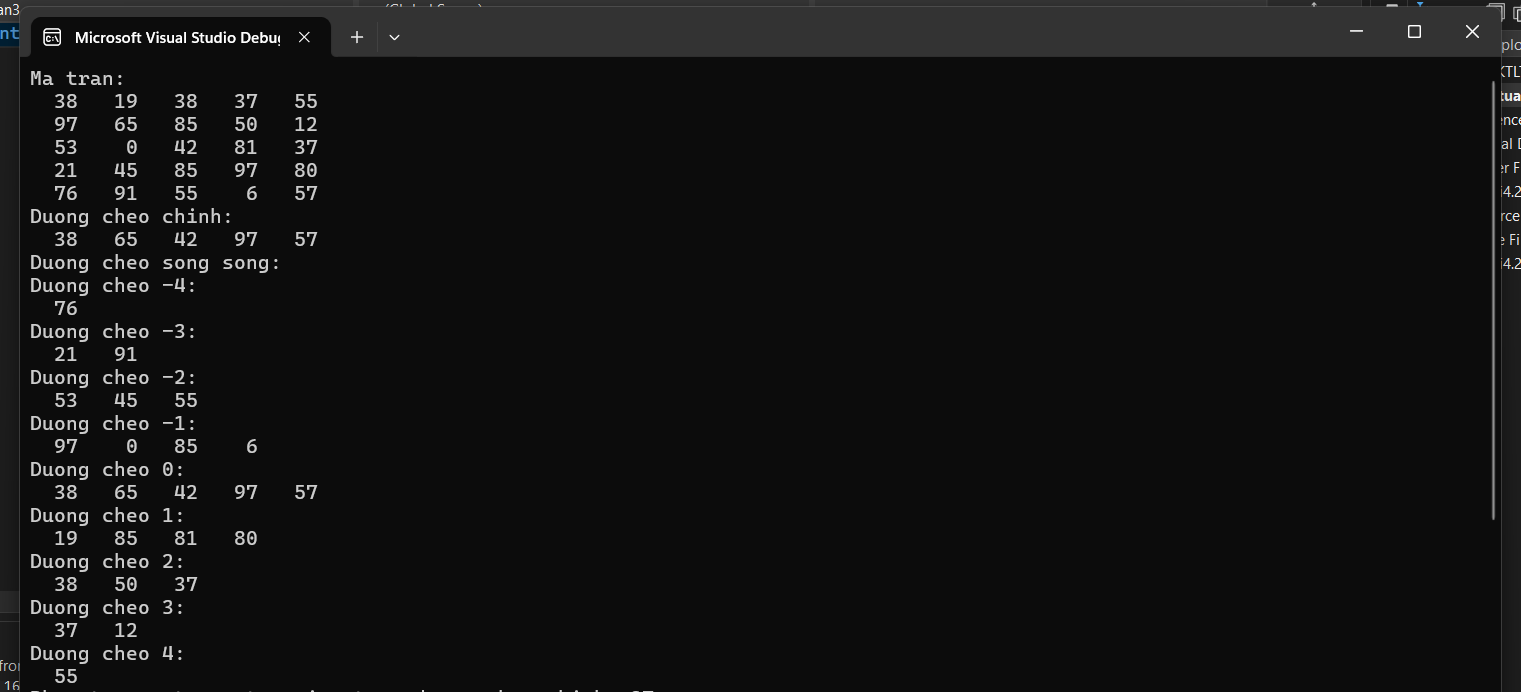 Microsoft Visual Studio Debug
Ma tran:
38 19 38 37 55
97 65 85 50 12
53 0 42 81 37
21 45 85 97 80
76 91 55 6 57
Duong cheo chinh:
38 65 42 97 57
Duong cheo song song:
Duong cheo -4:
76
Duong cheo -3:
21 91
Duong cheo -2:
53 45 55
Duong cheo -1:
97 0 85 6
Duong cheo 0:
38 65 42 97 57
Duong cheo 1:
19 85 81 80
Duong cheo 2:
38 50 37
Duong cheo 3:
37 12
Duong cheo 4:
55